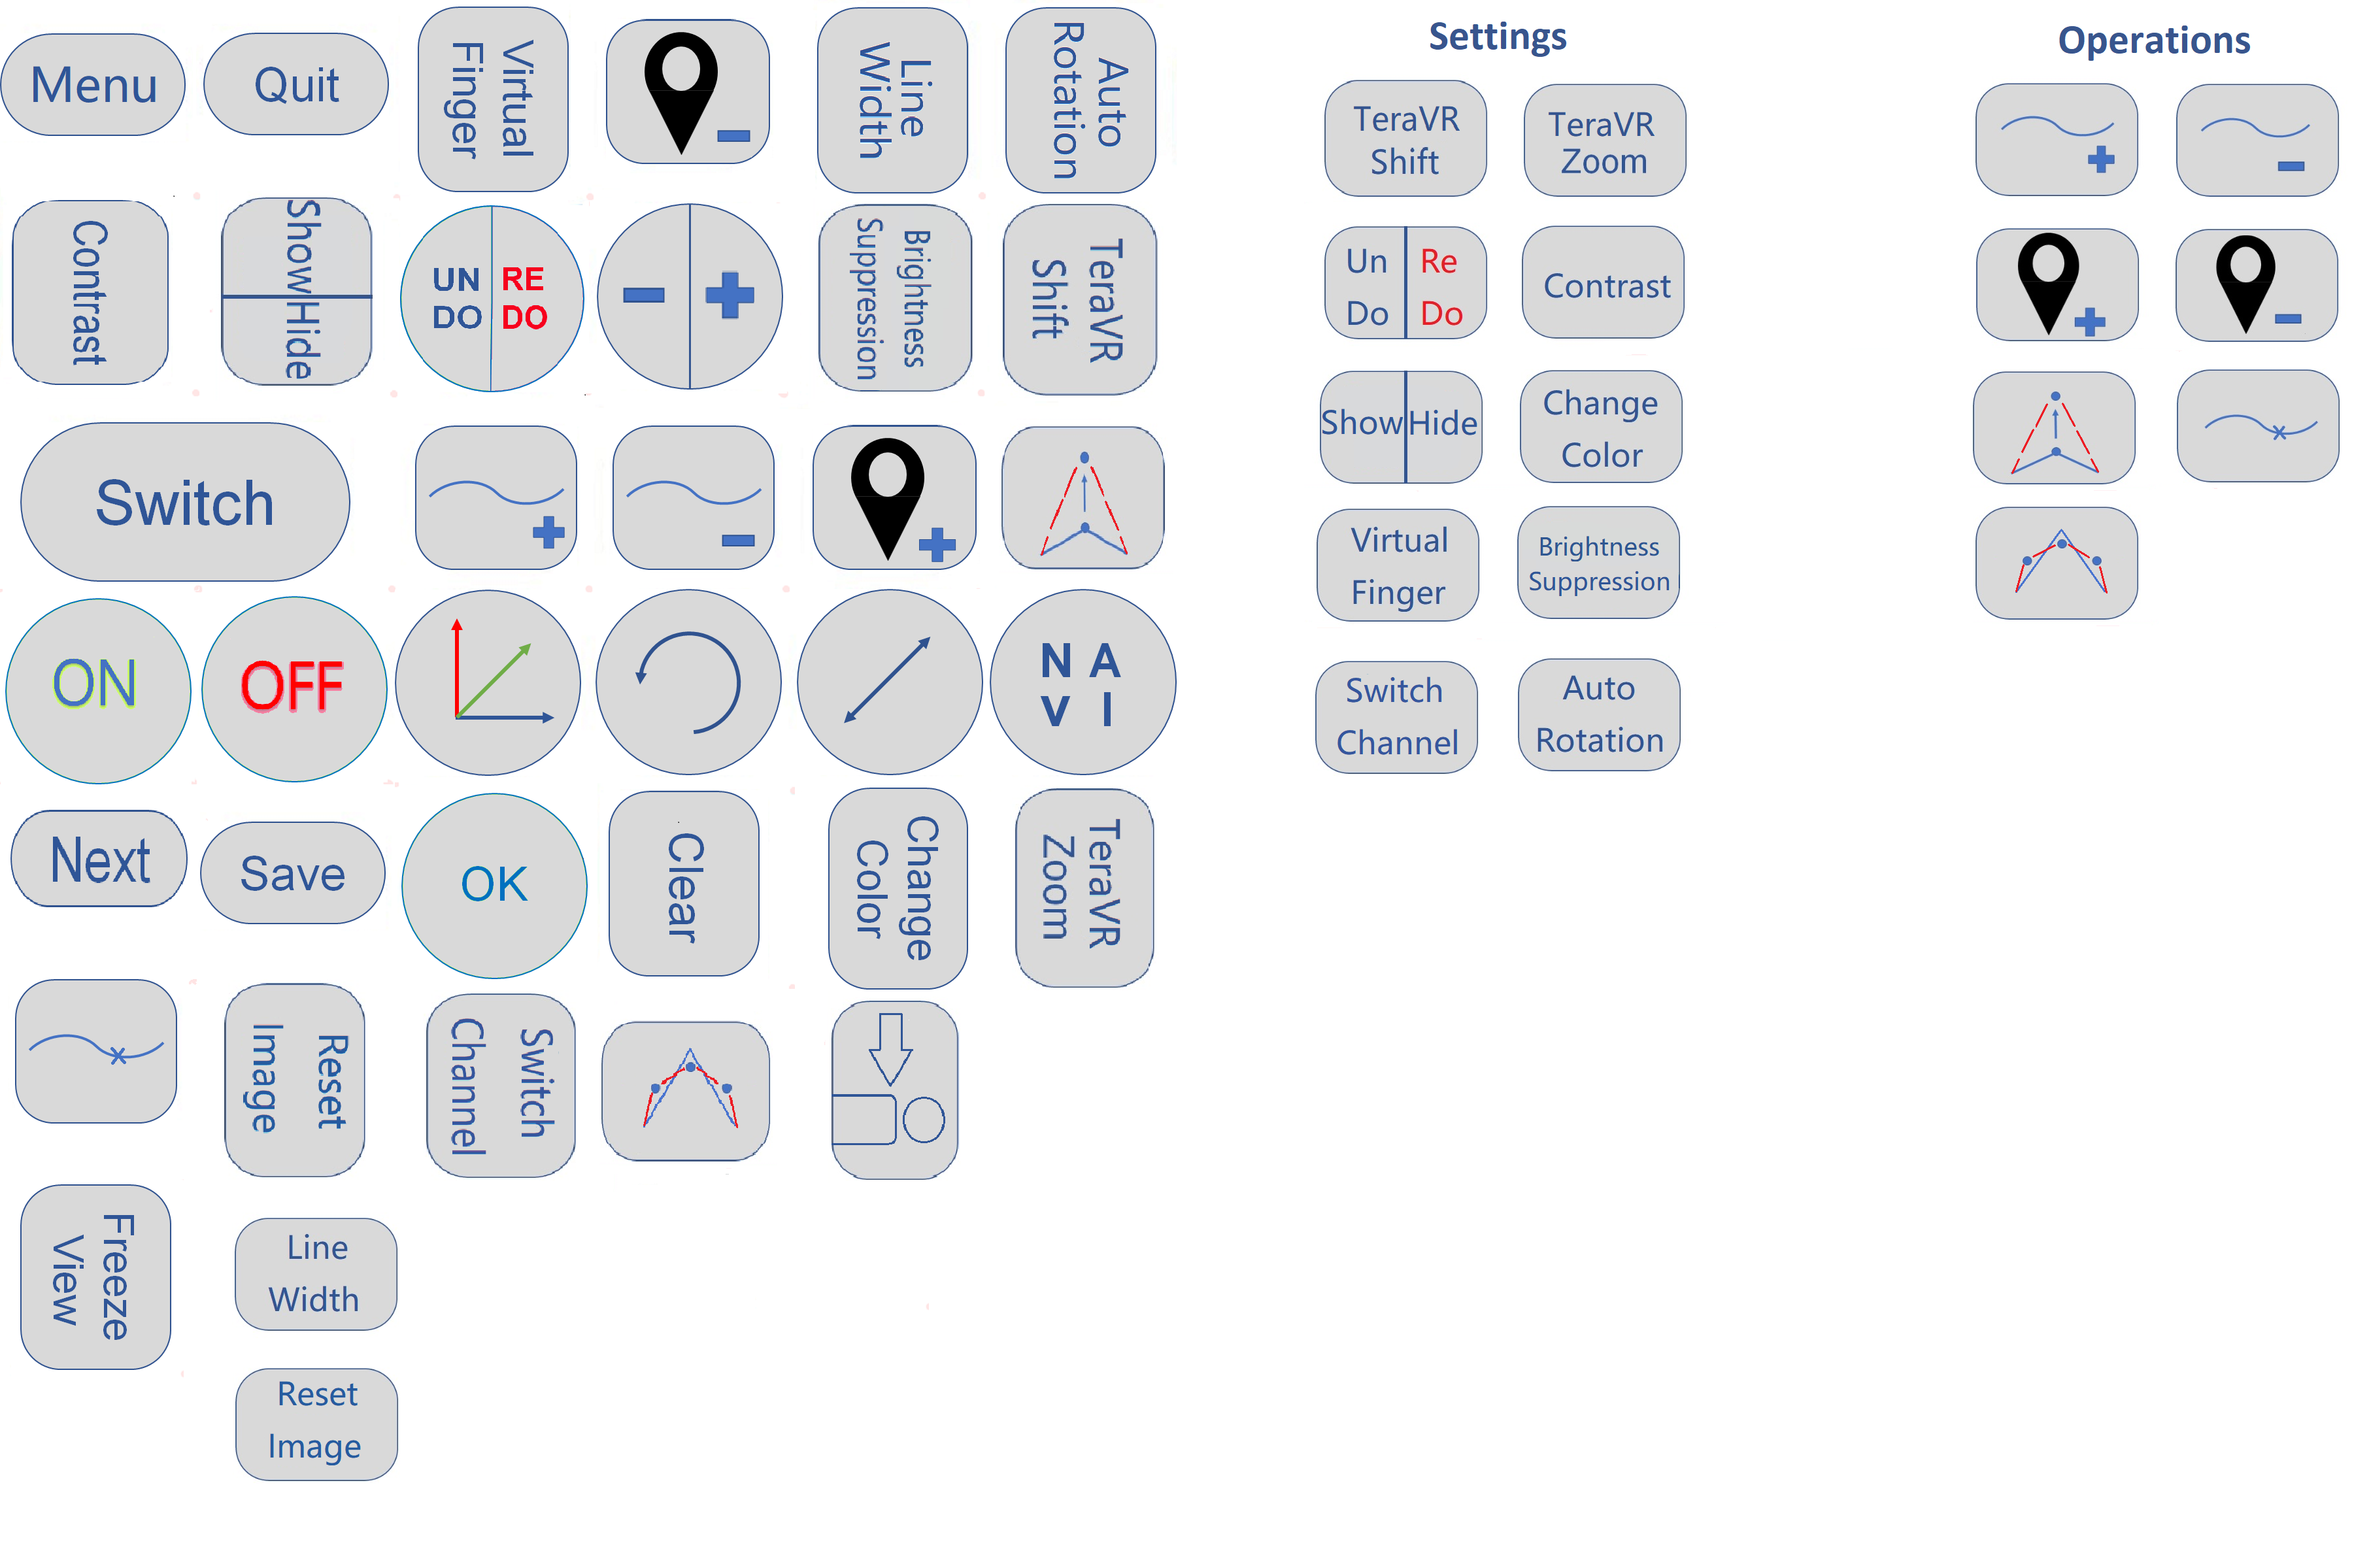 Menu
Quit
Virtual
Finger
Line
Width
Auto
Rotation
Contrast
Show
Hide
UN
DO
RE
DO
Brightness
Suppression
TeraVR
Shift
Switch
ON
OFF
N A
V I
Next
Save
OK
Clear
Change
Color
TeraVR
Zoom
Reset
Image
Switch
Channel
Freeze
View
Line
Width
Reset
Image
Settings
TeraVR
Shift
TeraVR
Zoom
Un
Do
Re
Do
Contrast
Show
Hide
Change
Color
Virtual
Finger
Brightness
Suppression
Switch
Channel
Auto
Rotation
Operations